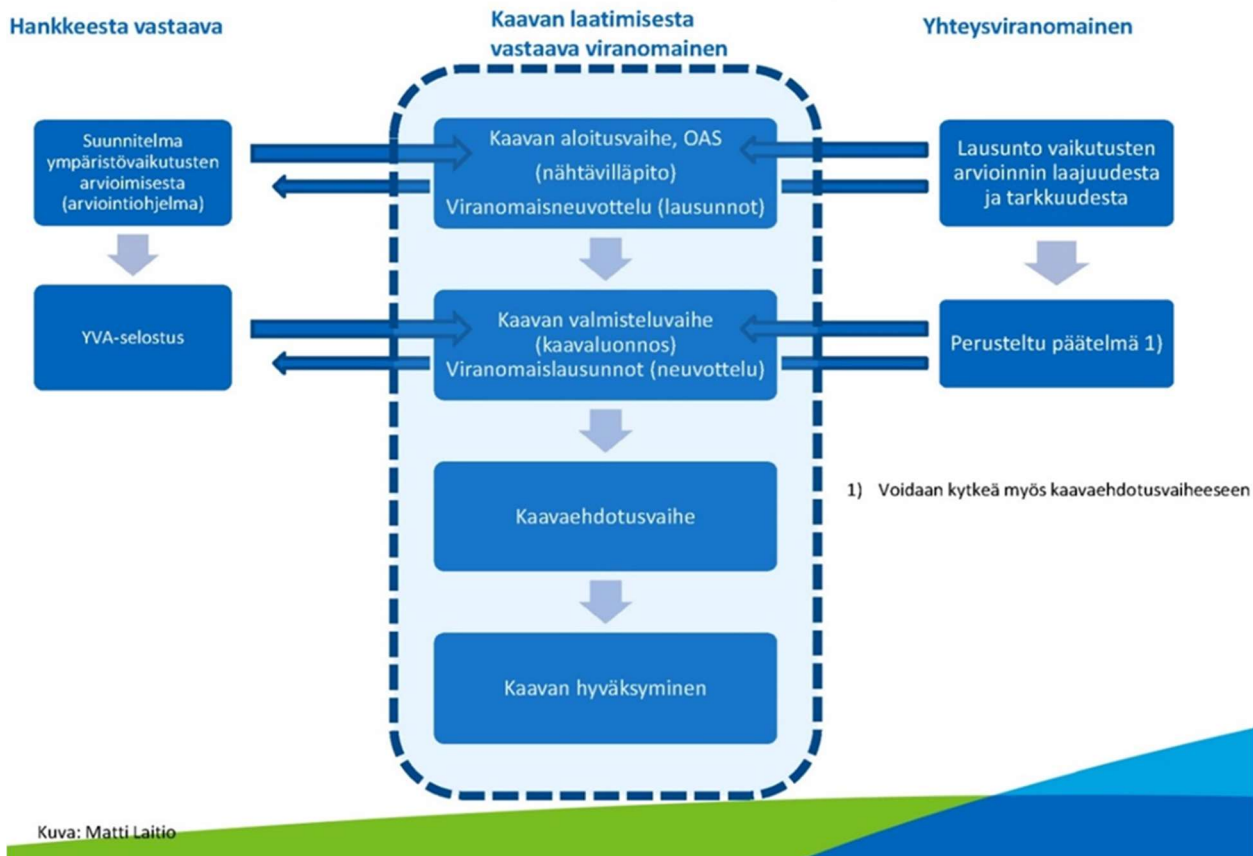 Hankkeesta vastaava
Kaavan laatimisesta
vastaava viranomainen
Yhteysviranomainen
Suunnitelma
ympäristövaikutusten
arvioimisesta
(arviointiohjelma)
Kaavan aloitusvaihe, OAS
(nähtävilläpito)
Viranomaisneuvottelu (lausunnot)
Lausunto vaikutusten
arvioinnin laajuudesta
ja tarkkuudesta
YVA-selostus
Kaavan valmisteluvaihe
(kaavaluonnos)
Viranomaislausunnot (neuvottelu)
Perusteltu päätelmä 1)
1) Voidaan kytkeä myös kaavaehdotusvaiheeseen
Kaavaehdotusvaihe
Kaavan hyväksyminen
Kuva: Matti Laitio